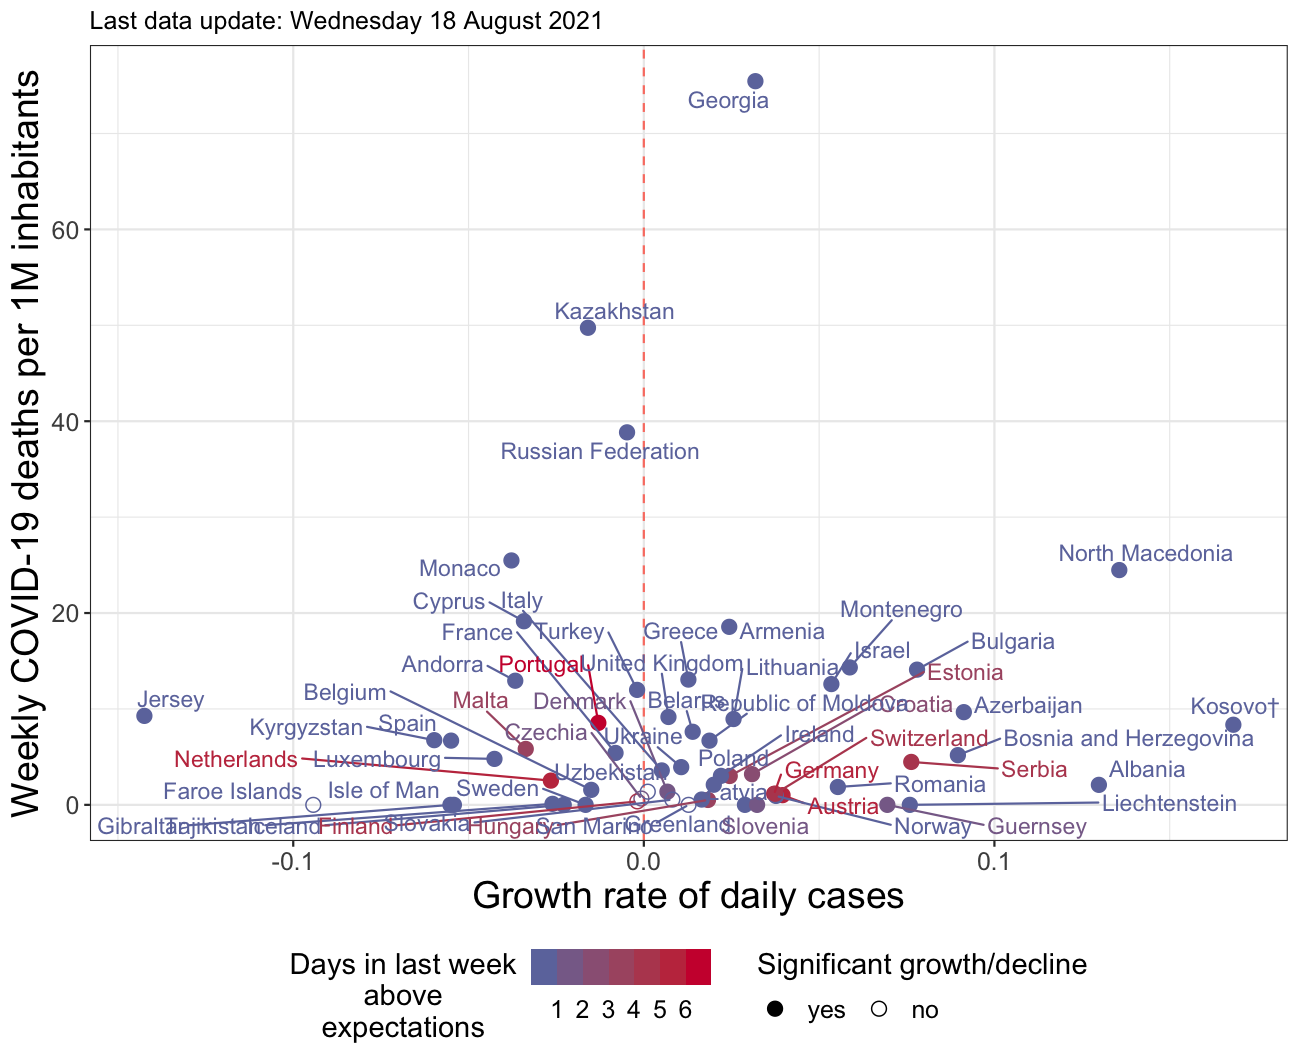 Last data update: Wednesday 18 August 2021
Weekly COVID-19 deaths per 1M inhabitants
60
40
20
0
Georgia
Kazakhstan
Russian Federation
Monaco
North Macedonia
Cyprus
Italy
Montenegro
France
Turkey
Greece
Armenia
Bulgaria
Israel
Andorra
Portugal
United Kingdom
Lithuania
Estonia
Jersey
Belgium
Malta
Denmark
Belarus
Republic of Moldova
Croatia
Azerbaijan
Kosovo†
Kyrgyzstan
Spain
Czechia
Ukraine
Ireland
Switzerland
Bosnia and Herzegovina
Netherlands
Luxembourg
Uzbekistan
Poland
Germany
Serbia
Albania
Faroe Islands
Isle of Man
Sweden
Latvia
Romania
Austria
Liechtenstein
Gibraltar
Tajikistan
Iceland
Finland
Slovakia
Hungary
San Marino
Greenland
Slovenia
Norway
Guernsey
-0.1
0.0
0.1
Growth rate of daily cases
Days in last week
above
expectations
1 2 3 4 5 6
Significant growth/decline
yes
no